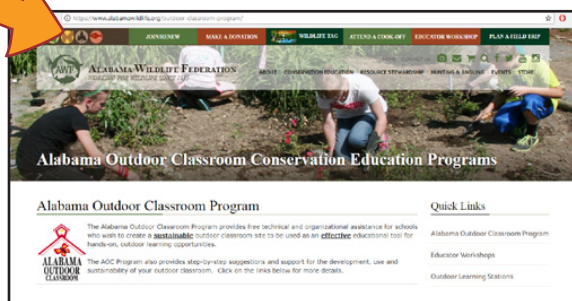 https://www.alabamawildlife.org/outdoor-classroom-program/
JOIN/RENEW MAKE A DONATION WILDLIFE TAG ATTEND A COOK-OFF EDUCATOR WORKSHOP PLAN A FIELD TRIP
AWF ALABAMA WILDLIFE FEDERATION
ABOUT CONSERVATION EDUCATION RESOURCE STEWARDSHIP HUNTING & ANGLING EVENTS STORE
Alabama Outdoor Classroom Conservation Education Programs
Alabama Outdoor Classroom Program
The Alabama Outdoor Classroom Program provides free technical and organizational assistance for schools
who wish to create a sustainable outdoor classroom site to be used as an effective educational tool for
hands-on, outdoor learning opportunities.
The AOC Program also provides step-by-step suggestions and support for the development, use and
sustainability of your outdoor classroom. Click on the links below for more details.
ALABAMA
OUTDOOR
CLASSROOM
Quick Links
Alabama Outdoor Classroom Program
Educator Workshops
Outdoor Learning Stations